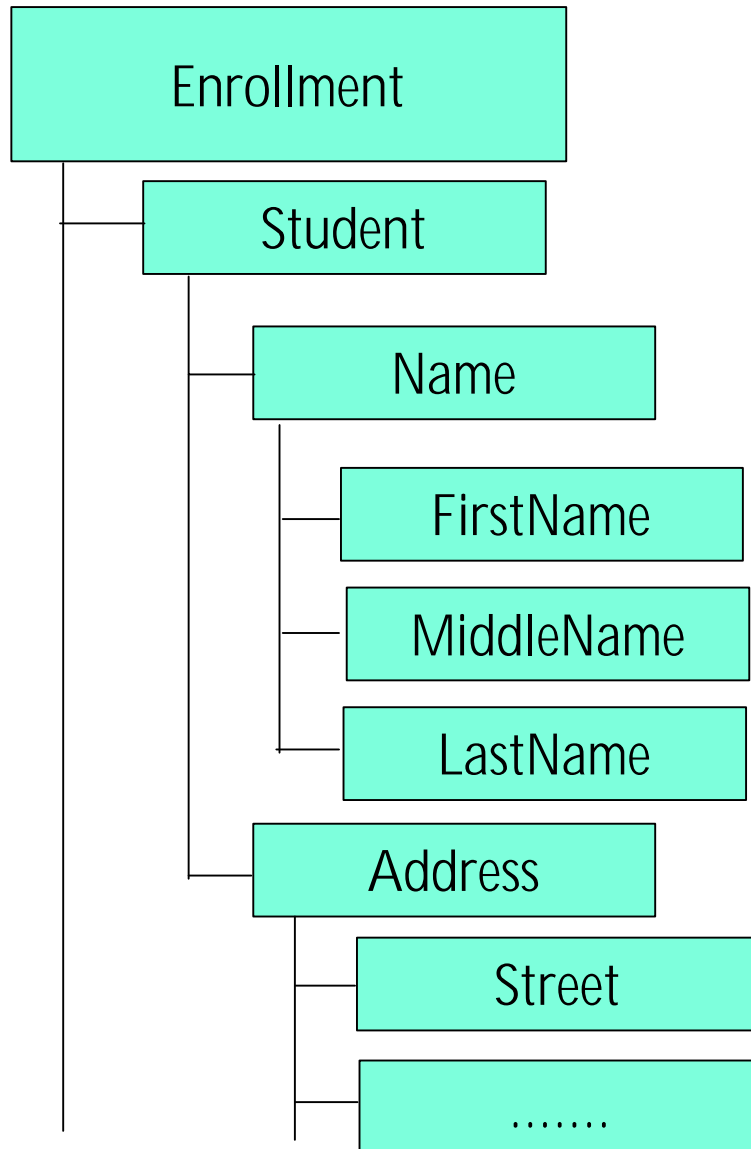 Enrollment
Student
Name
FirstName
MiddleName
LastName
Address
Street
.......